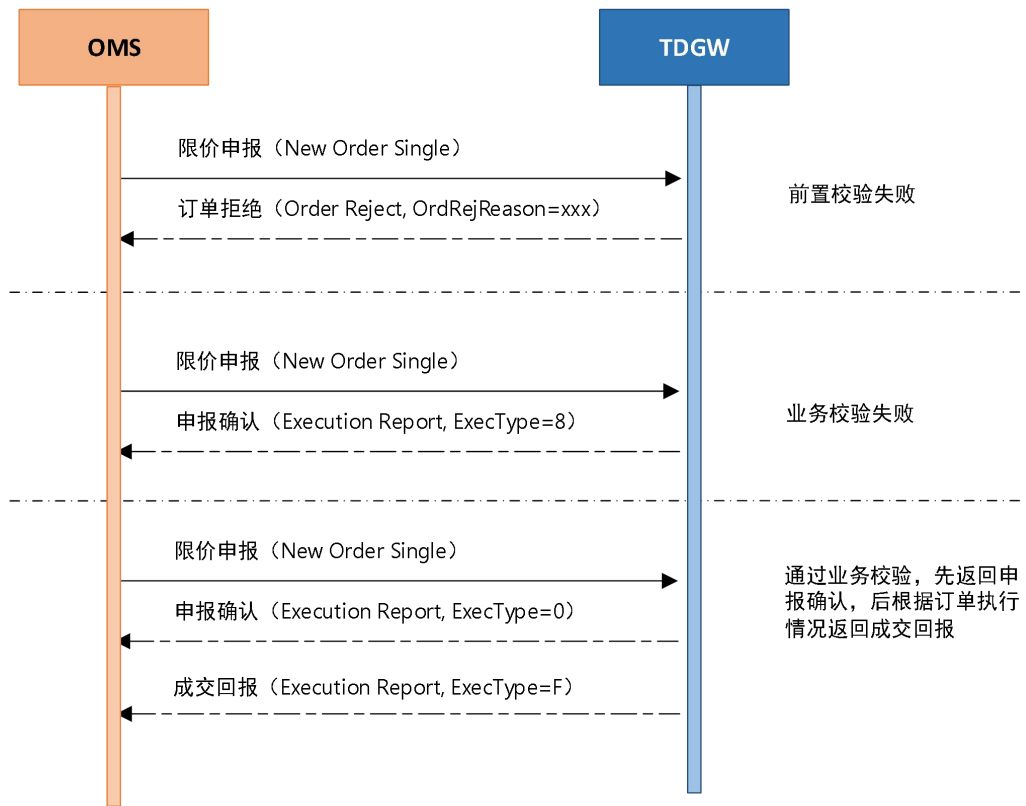 OMS
TDGW
限价申报（New Order Single）
订单拒绝（Order Reject, OrdRejReason=xxx）
前置校验失败
限价申报（New Order Single）
申报确认（Execution Report, ExecType=8）
业务校验失败
限价申报（New Order Single）
申报确认（Execution Report, ExecType=0）
成交回报（Execution Report, ExecType=F）
通过业务校验，先返回申
报确认，后根据订单执行
情况返回成交回报